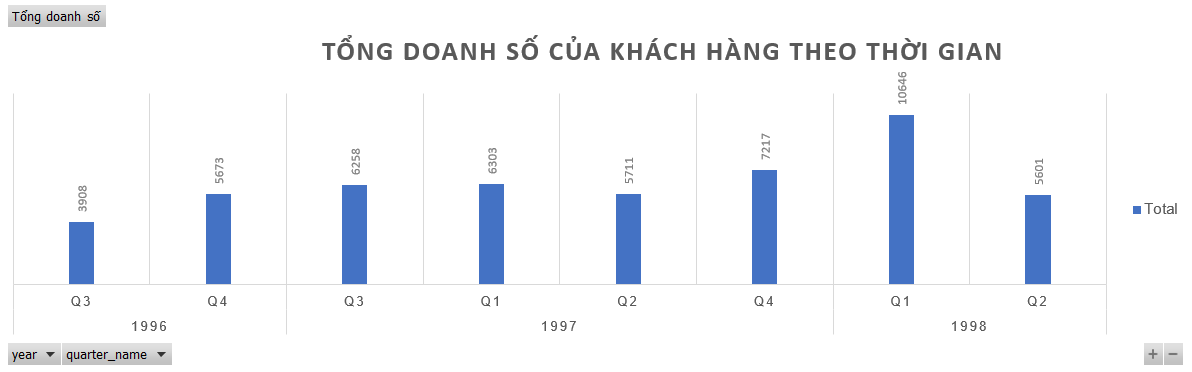 Tổng doanh số
TỔNG DOANH SỐ CỦA KHÁCH HÀNG THEO THỜI GIAN
3908
5673
6258
6303
5711
7217
10646
5601
Total
Q3 Q4 Q3 Q1 Q2 Q4 Q1 Q2
1996 1997 1998
year quarter_name